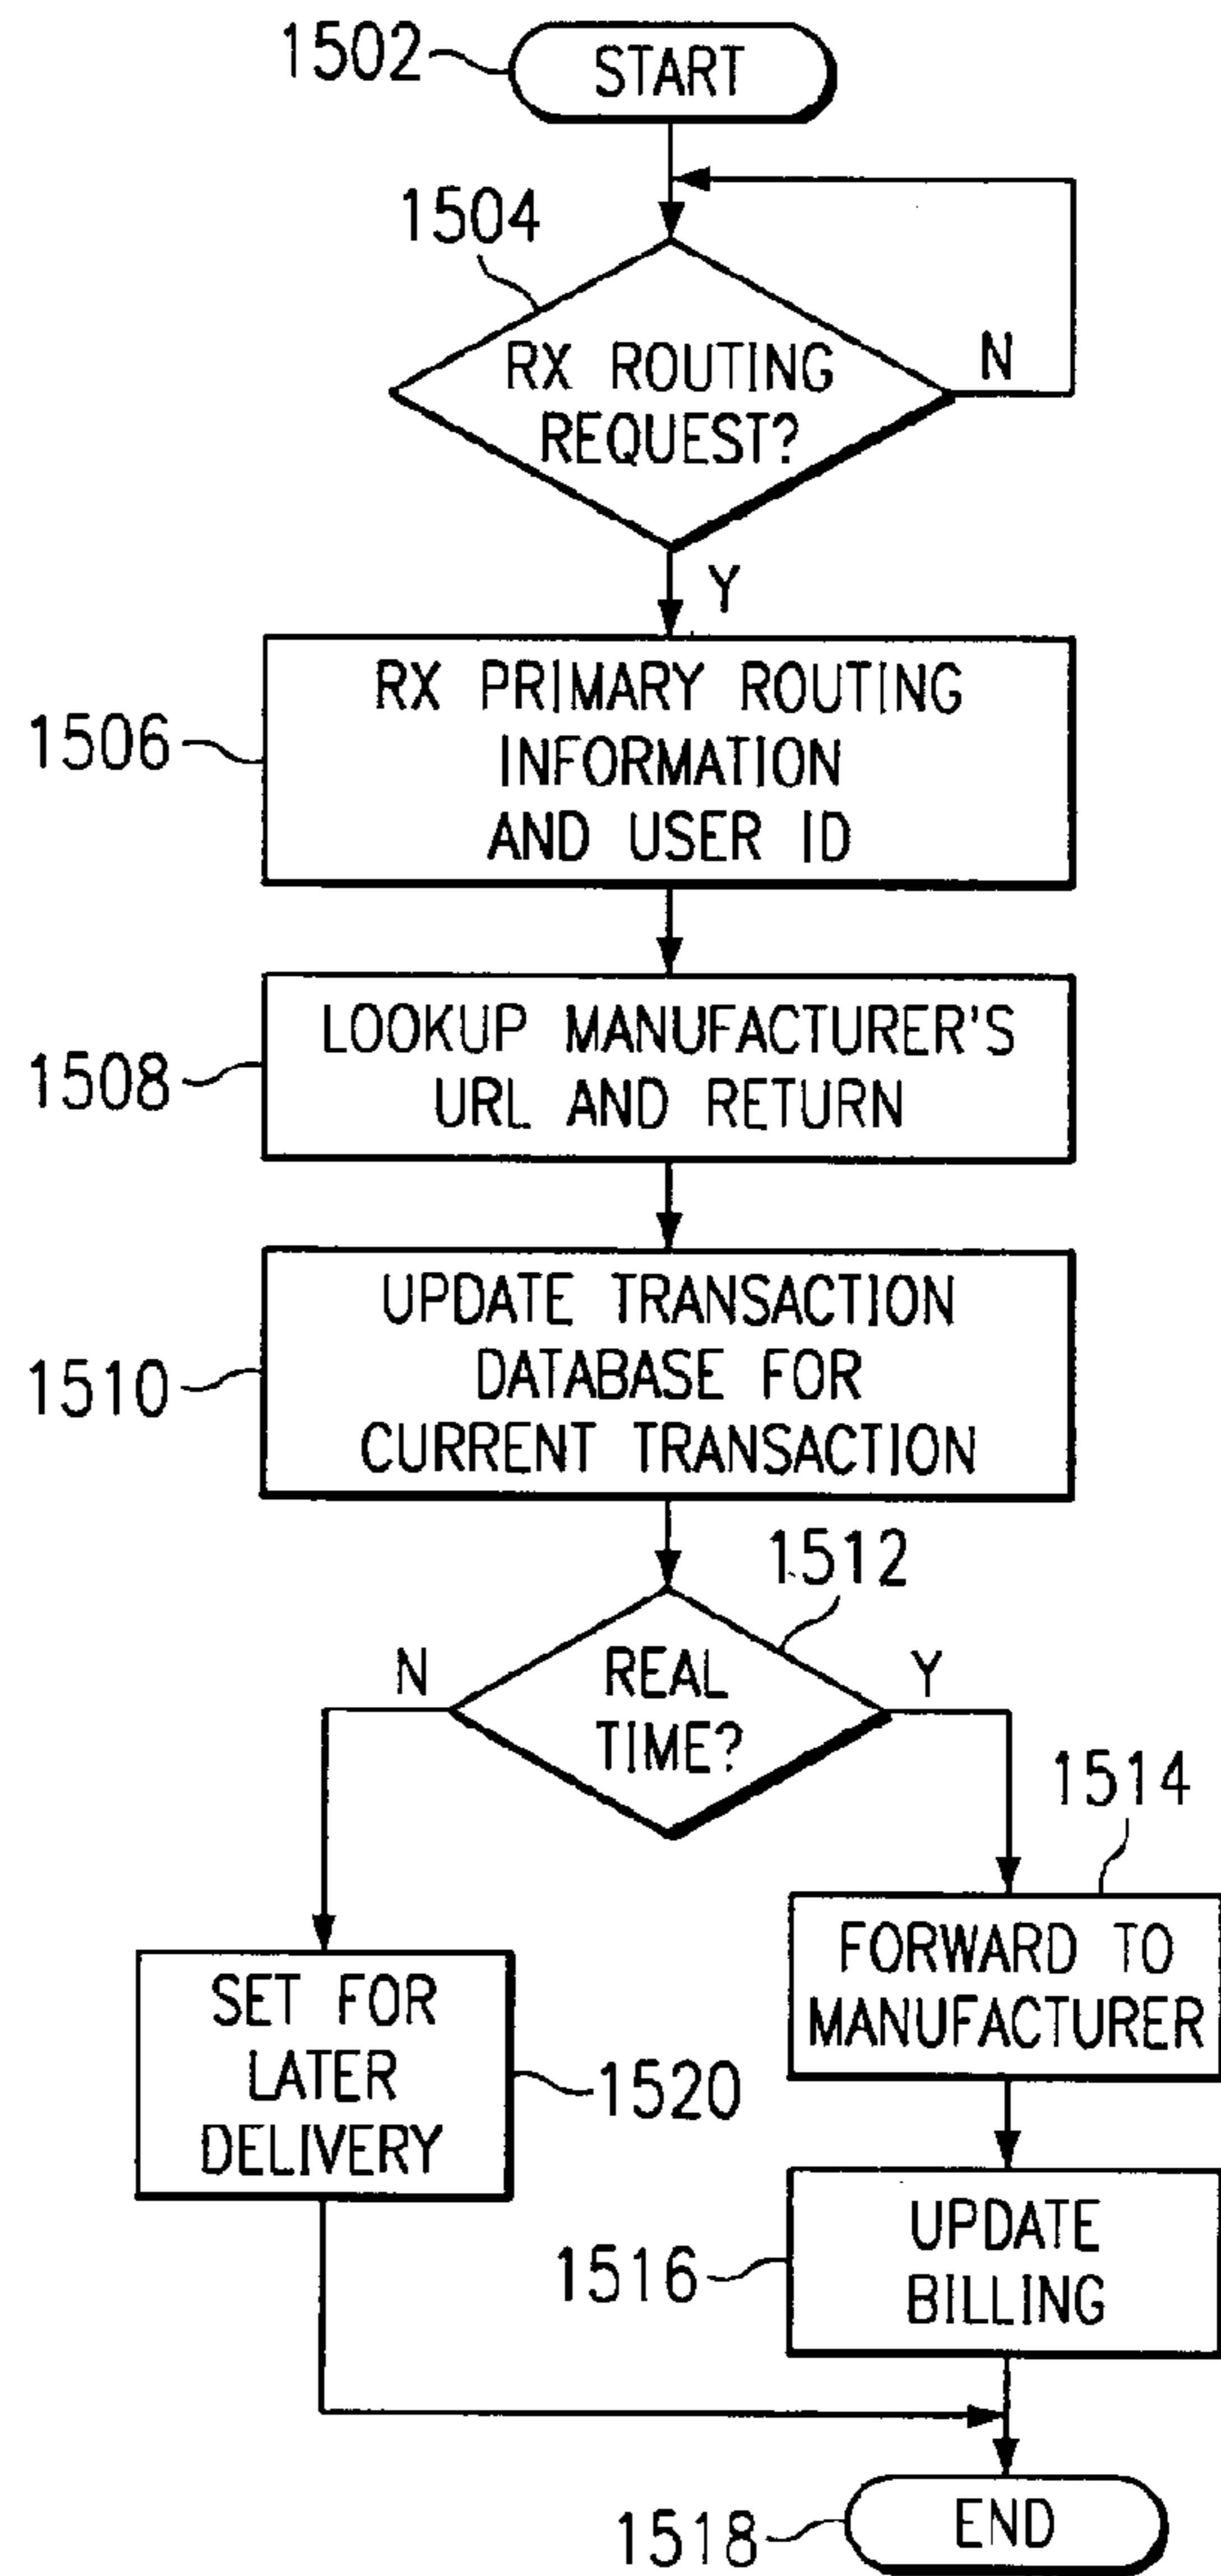 1502
START
1504
RX ROUTING
REQUEST?
N
Y
1506
RX PRIMARY ROUTING
INFORMATION
AND USER ID
1508
LOOKUP MANUFACTURER'S
URL AND RETURN
1510
UPDATE TRANSACTION
DATABASE FOR
CURRENT TRANSACTION
1512
N
REAL
TIME?
Y
1514
FORWARD TO
MANUFACTURER
SET FOR
LATER
DELIVERY
1520
1516
UPDATE
BILLING
1518
END